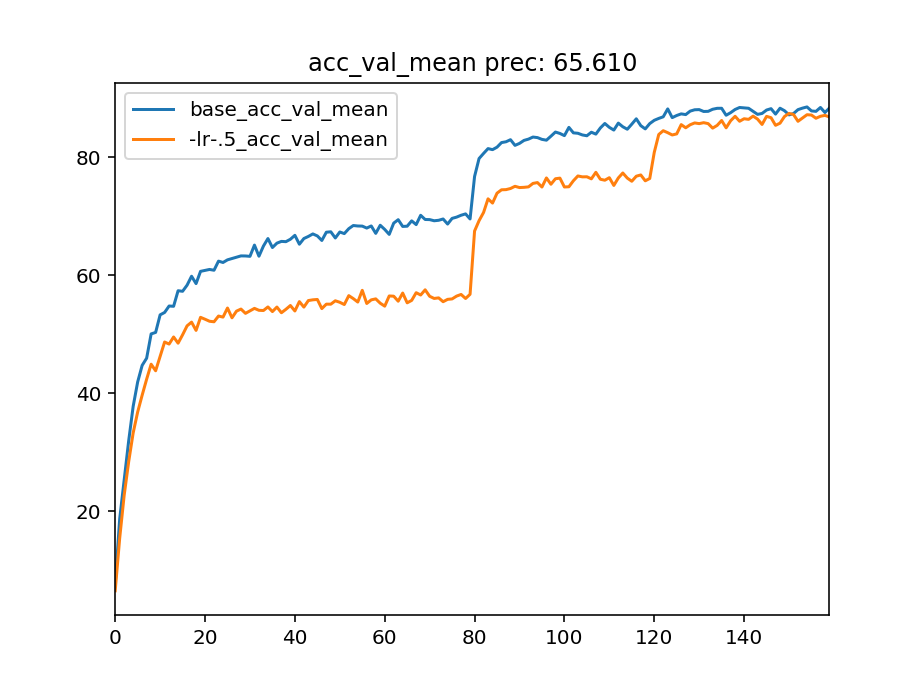 acc_val_mean prec: 65.610
base_acc_val_mean
-lr-.5_acc_val_mean
80
60
40
20
0 20 40 60 80 100 120 140